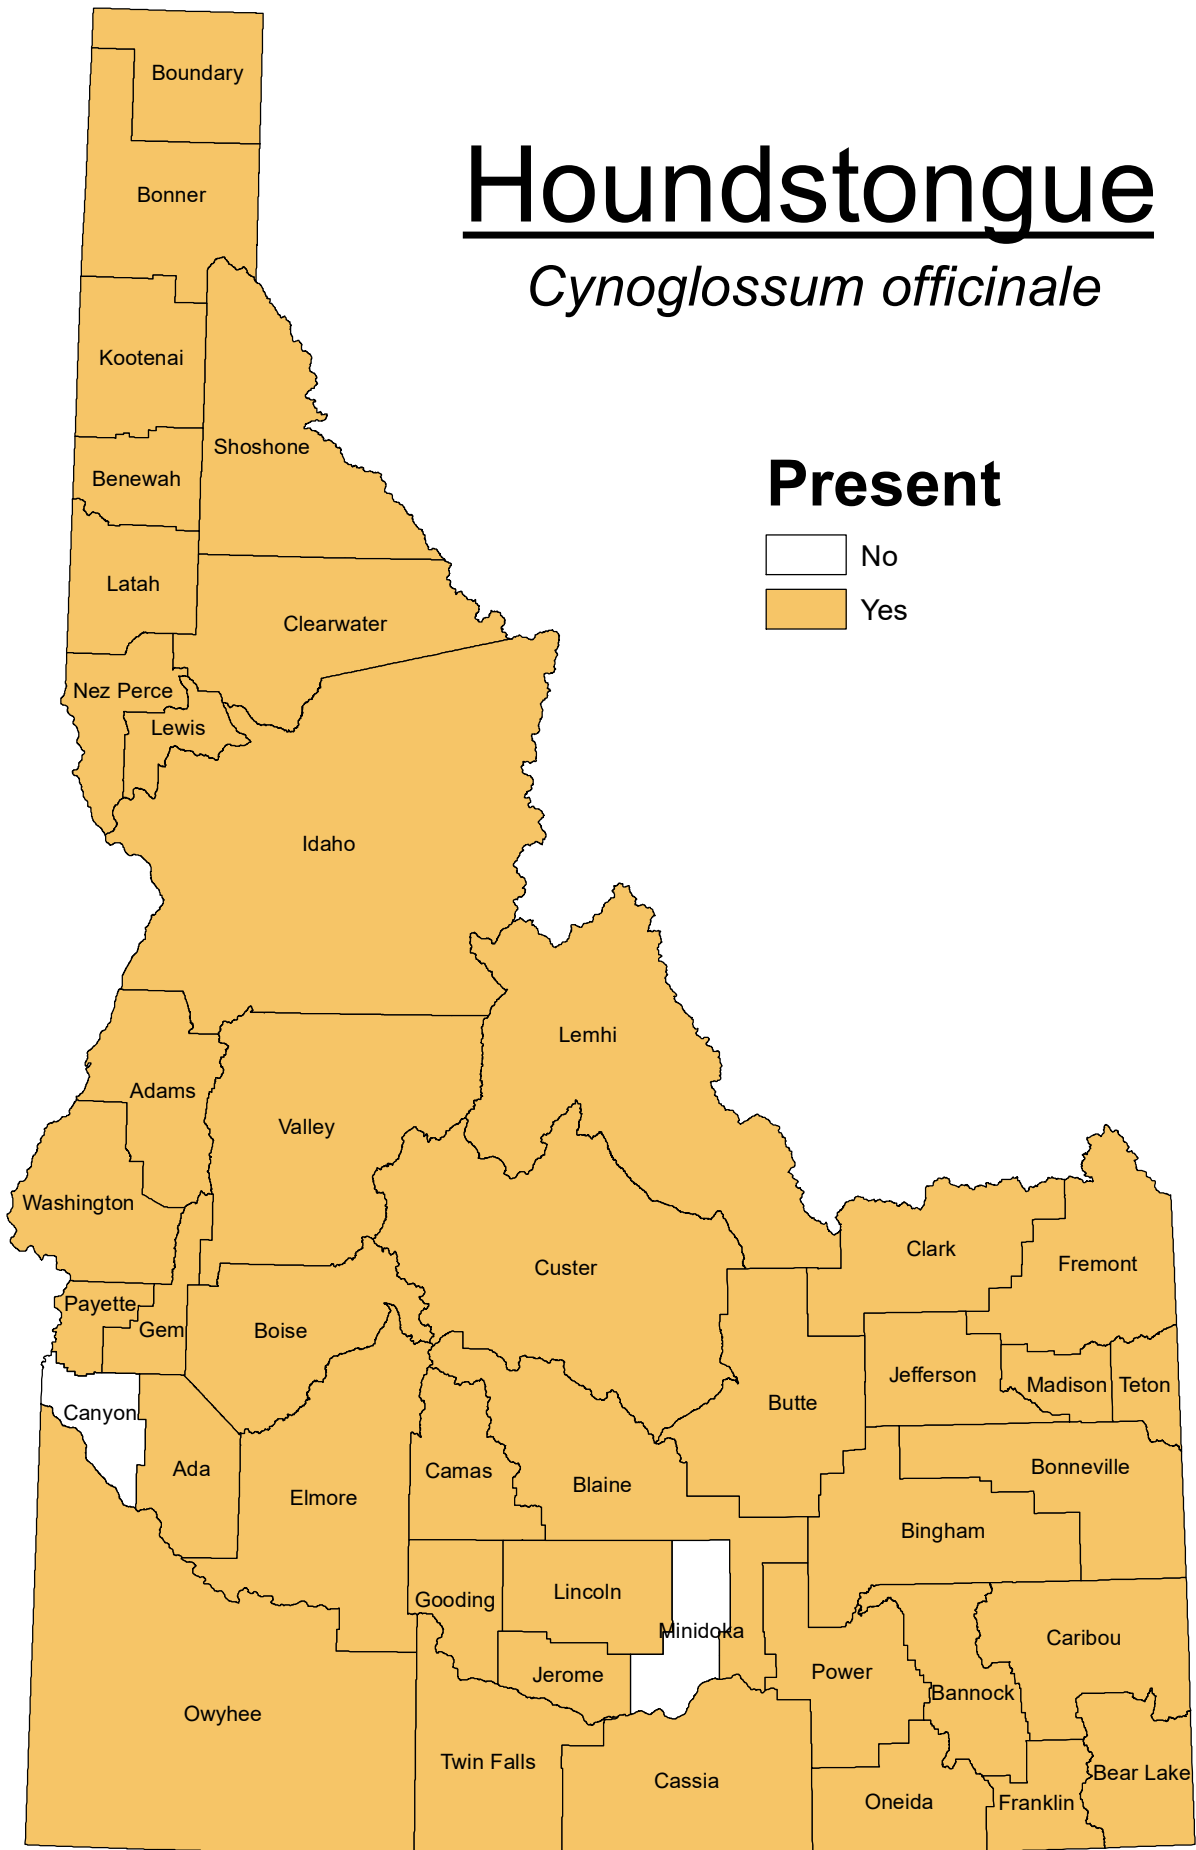 Houndstongue
Cynoglossum officinale
Present
No
Yes
Boundary
Bonner
Kootenai
Shoshone
Benewah
Latah
Clearwater
Nez Perce
Lewis
Idaho
Lemhi
Adams
Valley
Washington
Clark
Fremont
Custer
Payette
Gem
Boise
Jefferson
Madison
Teton
Butte
Canyon
Ada
Camas
Blaine
Bonneville
Elmore
Bingham
Gooding
Lincoln
Minidoka
Caribou
Jerome
Power
Bannock
Owyhee
Twin Falls
Cassia
Bear Lake
Oneida
Franklin